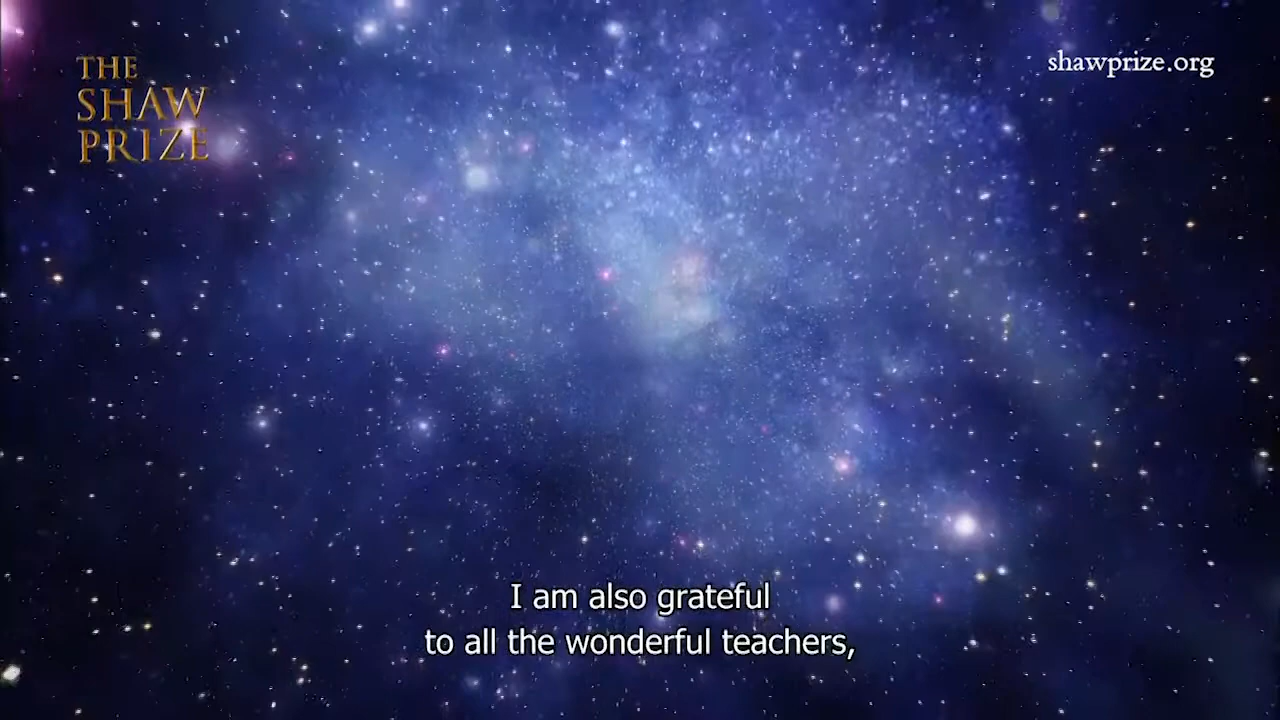 THE
SHAW
PRIZE
shawprize.org
I am also grateful
to all the wonderful teachers,